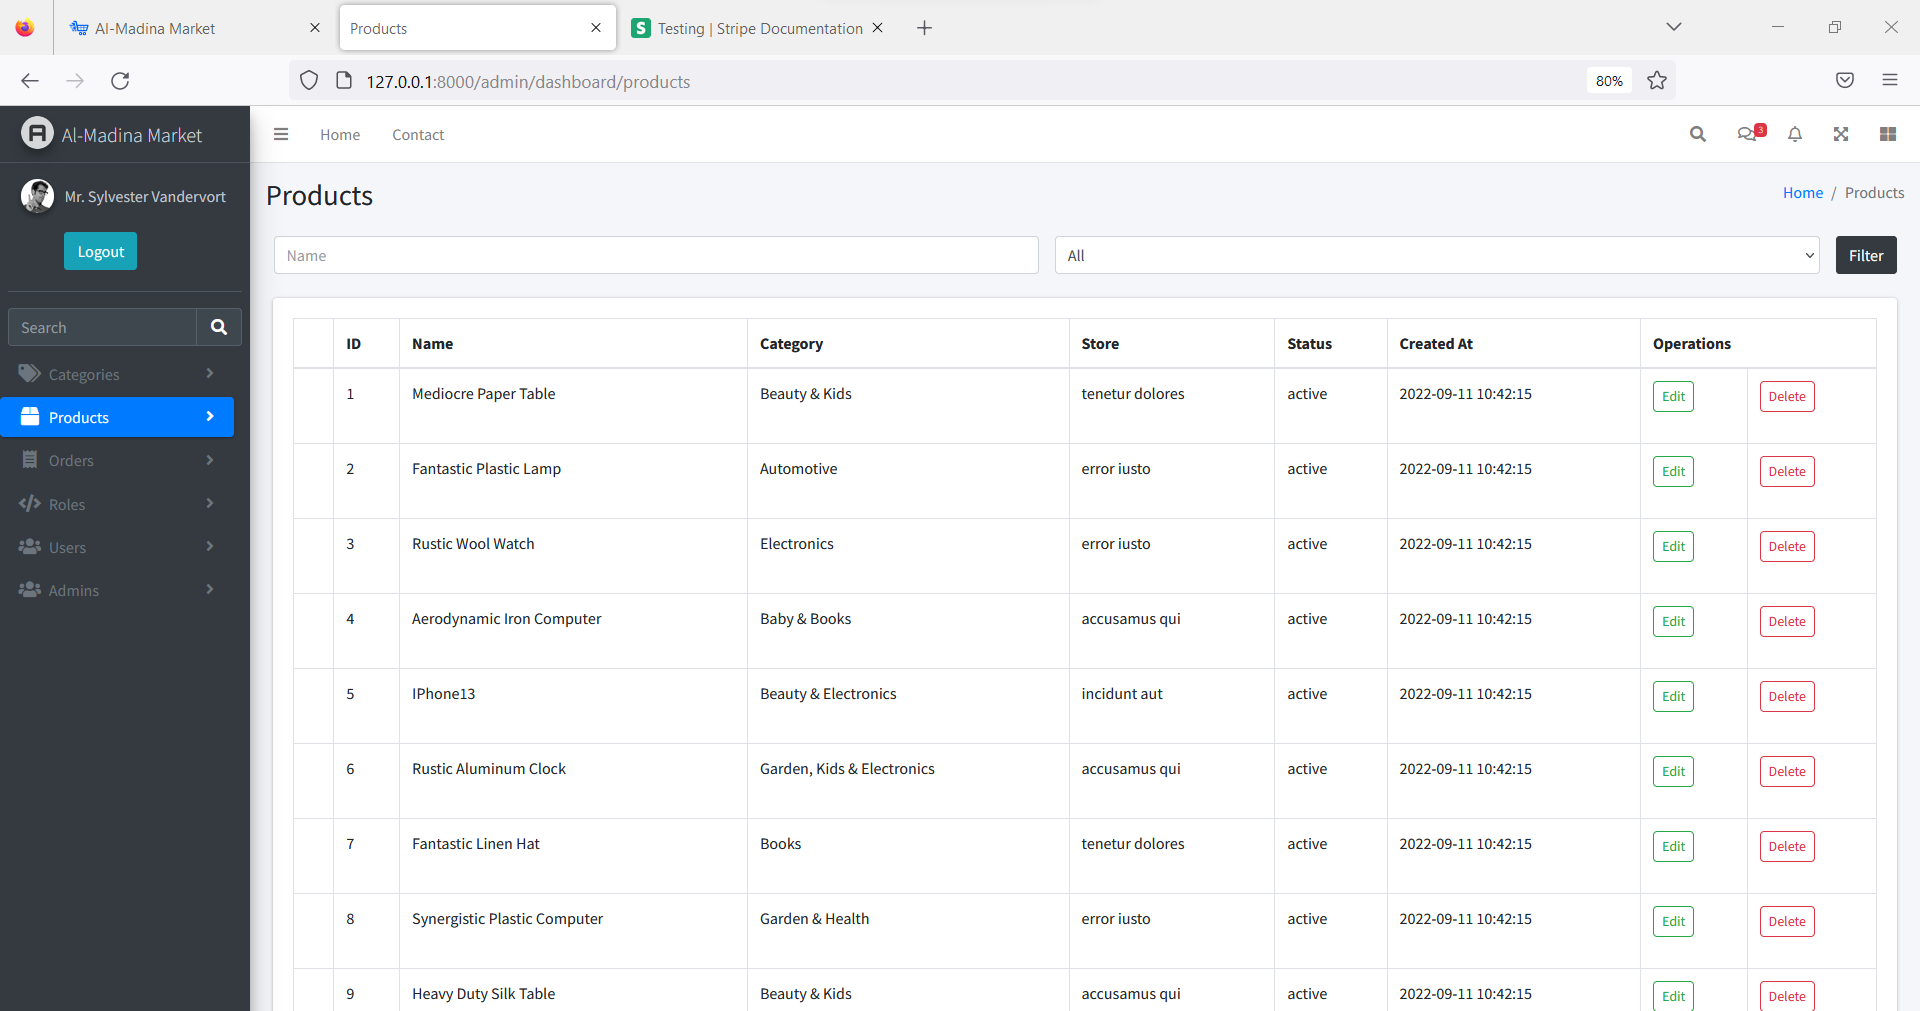 Al-Madina Market
Products
Testing | Stripe Documentation
127.0.0.1:8000/admin/dashboard/products
80%
Al-Madina Market
Home
Contact
3
Mr. Sylvester Vandervort
Logout
Search
Categories
Products
Orders
Roles
Users
Admins
Products
Home / Products
Name
All
Filter
ID Name Category Store Status Created At Operations
1 Mediocre Paper Table Beauty & Kids tenetur dolores active 2022-09-11 10:42:15 Edit Delete
2 Fantastic Plastic Lamp Automotive error iusto active 2022-09-11 10:42:15 Edit Delete
3 Rustic Wool Watch Electronics error iusto active 2022-09-11 10:42:15 Edit Delete
4 Aerodynamic Iron Computer Baby & Books accusamus qui active 2022-09-11 10:42:15 Edit Delete
5 IPhone13 Beauty & Electronics incidunt aut active 2022-09-11 10:42:15 Edit Delete
6 Rustic Aluminum Clock Garden, Kids & Electronics accusamus qui active 2022-09-11 10:42:15 Edit Delete
7 Fantastic Linen Hat Books tenetur dolores active 2022-09-11 10:42:15 Edit Delete
8 Synergistic Plastic Computer Garden & Health error iusto active 2022-09-11 10:42:15 Edit Delete
9 Heavy Duty Silk Table Beauty & Kids accusamus qui active 2022-09-11 10:42:15 Edit Delete